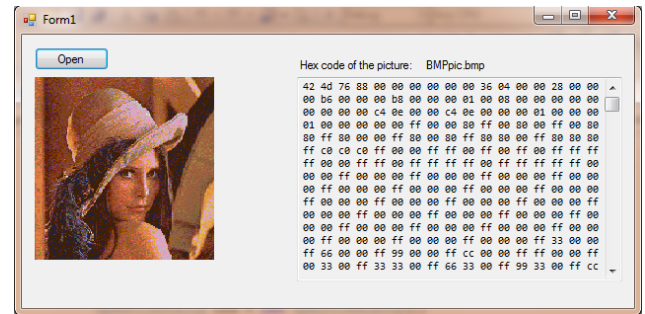 Form1
Open
Hex code of the picture: BMPpic.bmp
42 4d 76 88 00 00 00 00 00 00 36 04 00 00 28 00 00
00 b6 00 00 00 b8 00 00 00 01 00 08 00 00 00 00 00
00 00 00 00 c4 0e 00 00 c4 0e 00 00 00 01 00 00 00
01 00 00 00 00 00 ff 00 00 80 ff 00 80 00 ff 00 80
80 ff 80 00 00 ff 80 00 80 ff 80 80 00 ff 80 80 80
ff c0 c0 c0 ff 00 00 ff ff 00 ff 00 ff 00 ff ff ff
ff 00 00 ff ff 00 ff ff ff 00 ff ff ff ff ff ff 00
00 00 ff 00 00 00 ff 00 00 00 ff 00 00 00 ff 00 00
00 ff 00 00 00 ff 00 00 00 ff 00 00 00 ff 00 00 00
ff 00 00 00 ff 00 00 00 ff 00 00 00 ff 00 00 00 ff
00 00 00 ff 00 00 00 ff 00 00 00 ff 00 00 00 ff 00
00 00 ff 00 00 00 ff 00 00 00 ff 00 00 00 ff 00 00
00 ff 00 00 00 ff 00 00 00 ff 00 00 00 ff 33 00 00
ff 66 00 00 ff 99 00 00 ff cc 00 00 ff ff 00 00 ff
00 33 00 ff 33 33 00 ff 66 33 00 ff 99 33 00 ff cc